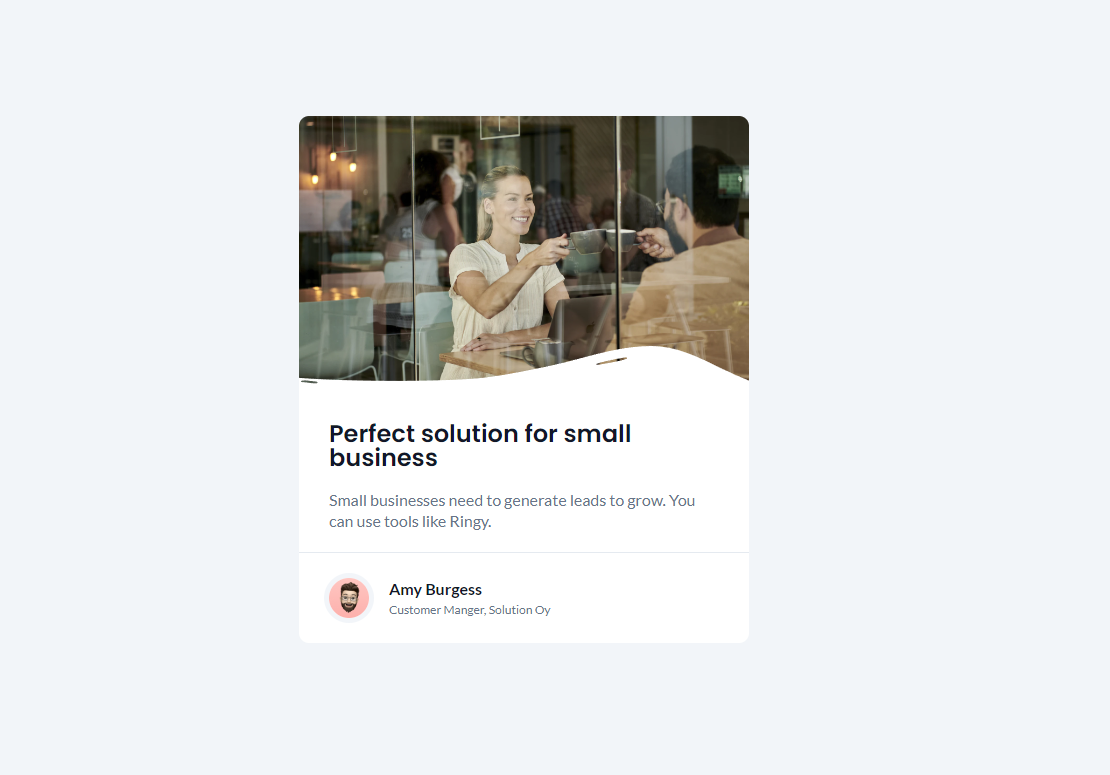 Perfect solution for small
business
Small businesses need to generate leads to grow. You
can use tools like Ringy.
Amy Burgess
Customer Manger, Solution Oy